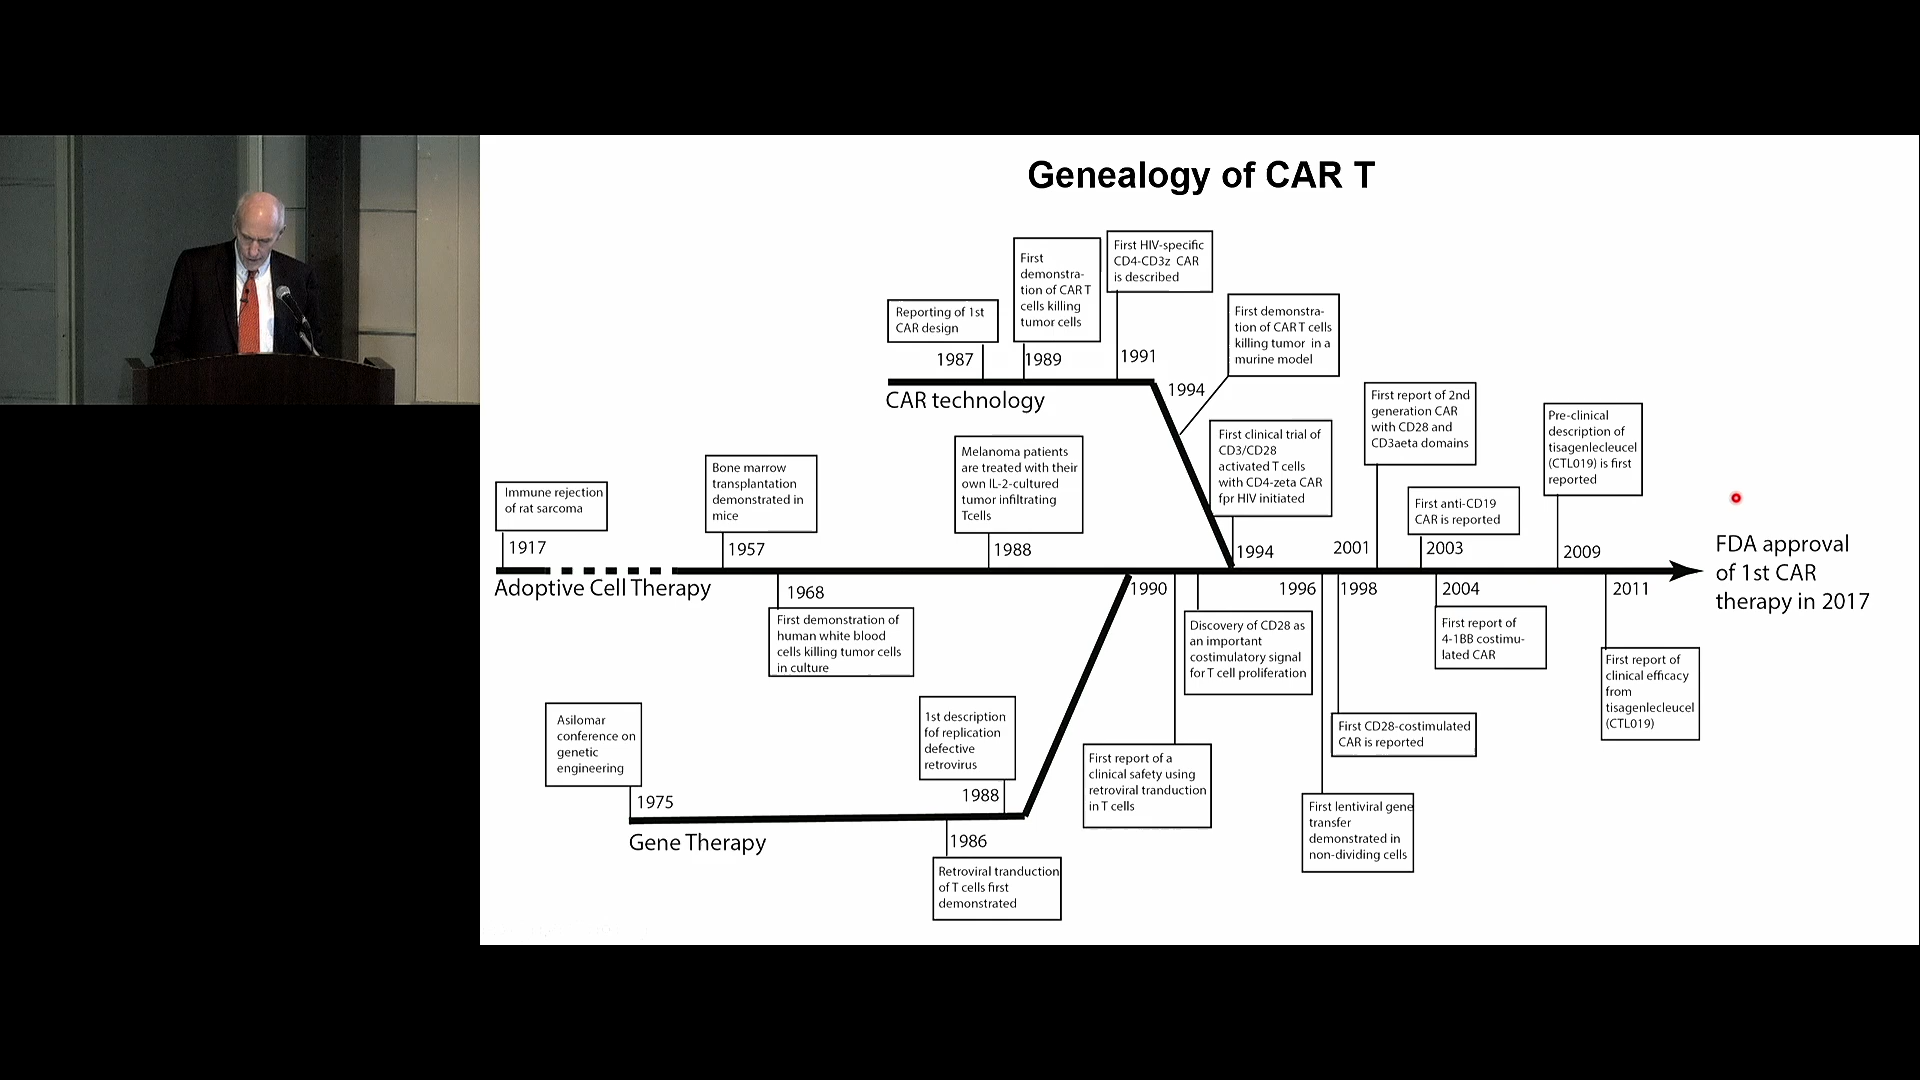 Genealogy of CAR T
Reporting of 1st
CAR design
1987
First
demonstra-
tion of CAR T
cells killing
tumor cells
1989
First HIV-specific
CD4-CD3z CAR
is described
1991
First demonstra-
tion of CAR T cells
killing tumor in a
murine model
1994
CAR technology
Immune rejection
of rat sarcoma
1917
Bone marrow
transplantation
demonstrated in
mice
1957
Melanoma patients
are treated with their
own IL-2-cultured
tumor infiltrating
Tcells
1988
First clinical trial of
CD3/CD28
activated T cells
with CD4-zeta CAR
fpr HIV initiated
1994
First report of 2nd
generation CAR
with CD28 and
CD3aeta domains
2001
First anti-CD19
CAR is reported
2003
Pre-clinical
description of
tisagenlecleucel
(CTL019) is first
reported
2009
FDA approval
of 1st CAR
therapy in 2017
Adoptive Cell Therapy
1968
First demonstration of
human white blood
cells killing tumor cells
in culture
1990
First report of a
clinical safety using
retroviral tranduction
in T cells
Discovery of CD28 as
an important
costimulatory signal
for T cell proliferation
1996
First lentiviral gene
transfer
demonstrated in
non-dividing cells
1998
First CD28-costimulated
CAR is reported
2004
First report of
4-1BB costimu-
lated CAR
2011
First report of
clinical efficacy
from
tisagenlecleucel
(CTL019)
Asilomar
conference on
genetic
engineering
1975
1st description
fof replication
defective
retrovirus
1988
Gene Therapy
1986
Retroviral tranduction
of T cells first
demonstrated